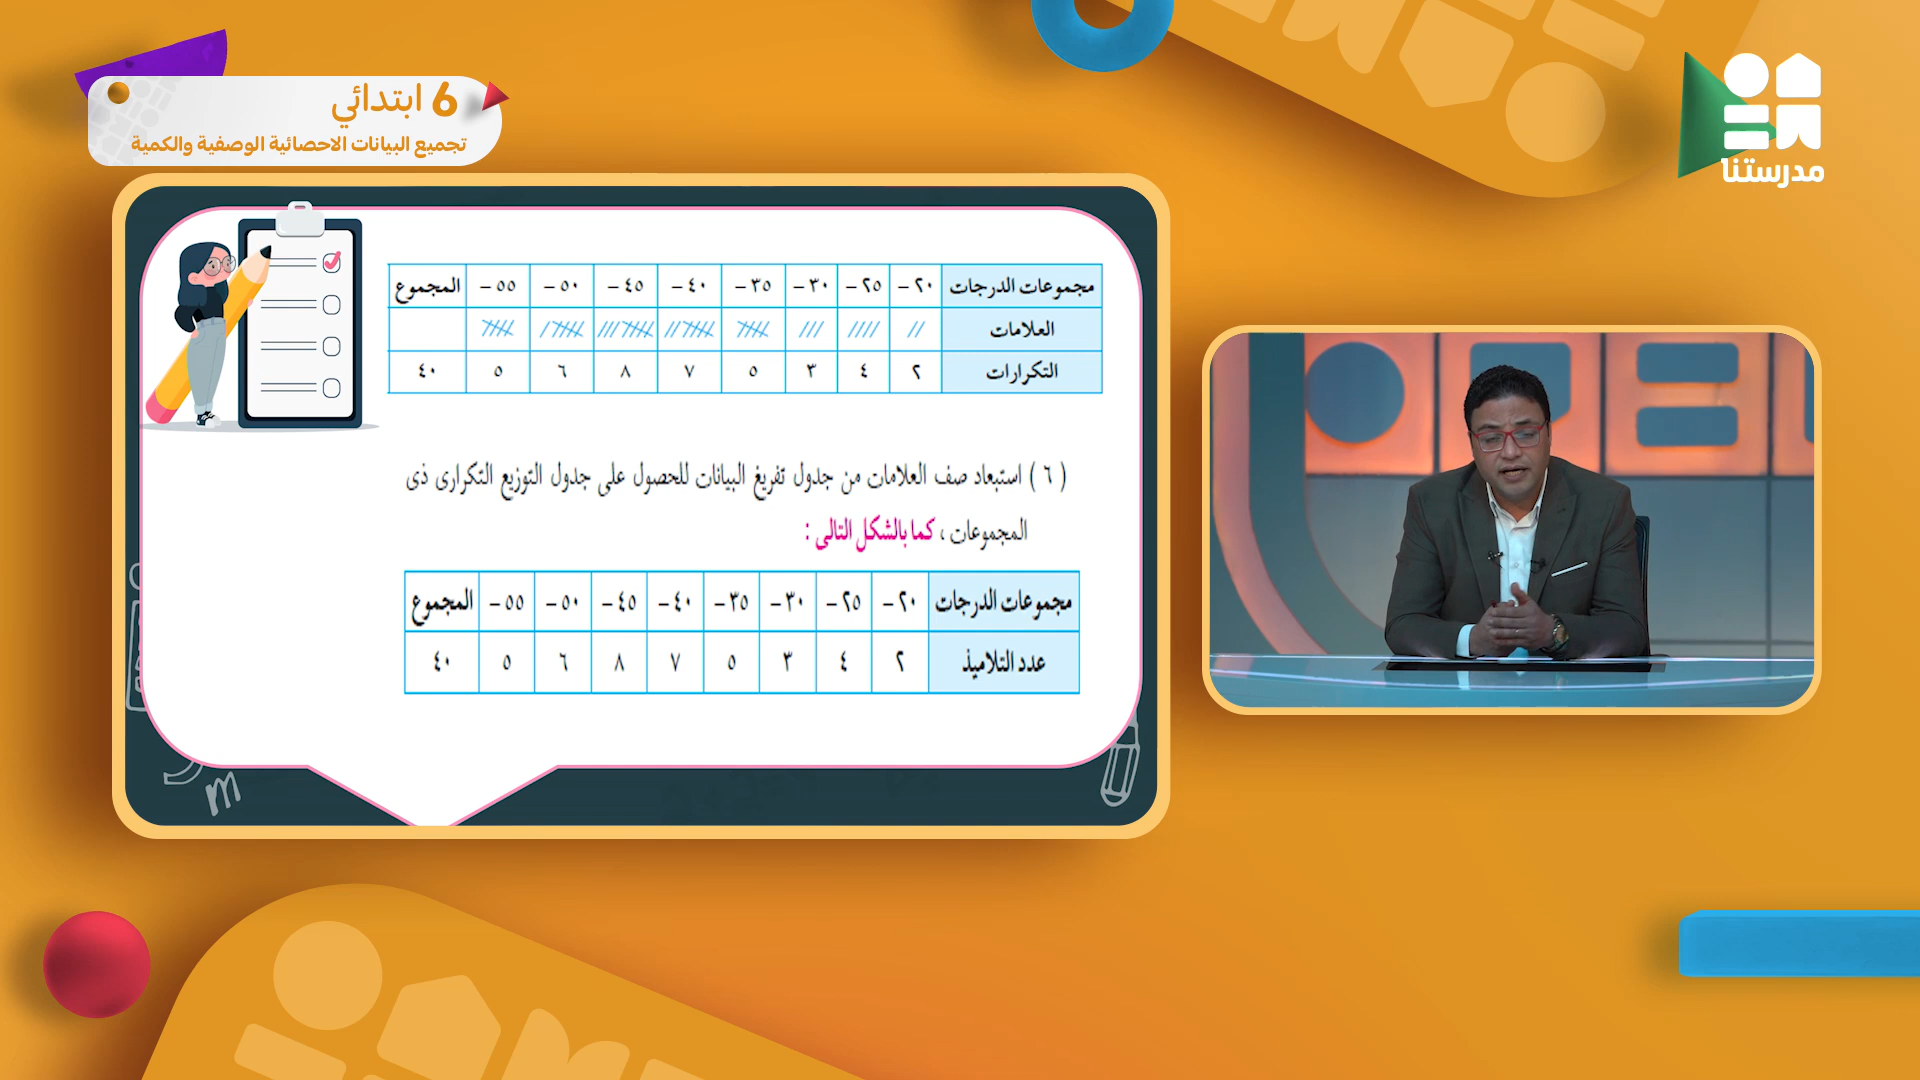 6 ابتدائي
تجميع البيانات الاحصائية الوصفية والكمية
مدرستنا
مجموعات الدرجات ٢٠ – ٢٥ – ٣٠ – ٣٥ – ٤٠ – ٤٥ – ٥٠ – ٥٥ – المجموع
العلامات // //// /// //// //// // //// /// //// / ////
التكرارات ٢ ٤ ٣ ٥ ٧ ٨ ٦ ٥ ٤٠
( ٦ ) استبعاد صف العلامات من جدول تفريغ البيانات للحصول على جدول التوزيع التكرارى ذى
المجموعات ، كما بالشكل التالى :
مجموعات الدرجات ٢٠ – ٢٥ – ٣٠ – ٣٥ – ٤٠ – ٤٥ – ٥٠ – ٥٥ – المجموع
عدد التلاميذ ٢ ٤ ٣ ٥ ٧ ٨ ٦ ٥ ٤٠
m